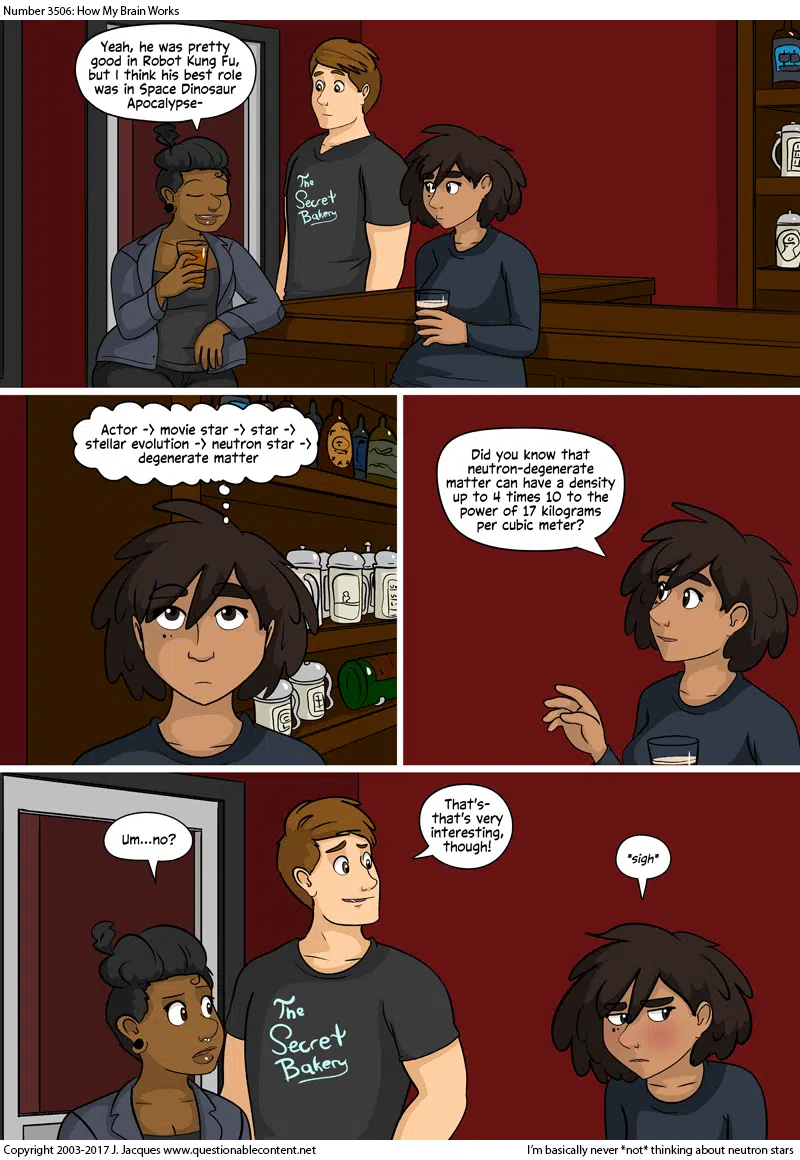 Number 3506: How My Brain Works
Yeah, he was pretty
good in Robot Kung Fu,
but I think his best role
was in Space Dinosaur
Apocalypse-
The
Secret
Bakery
Actor -> movie star -> star ->
stellar evolution -> neutron star ->
degenerate matter
Did you know that
neutron-degenerate
matter can have a density
up to 4 times 10 to the
power of 17 kilograms
per cubic meter?
Um...no?
That's-
that's very
interesting,
though!
*sigh*
The
Secret
Bakery
Copyright 2003-2017 J. Jacques www.questionablecontent.net
I'm basically never *not* thinking about neutron stars